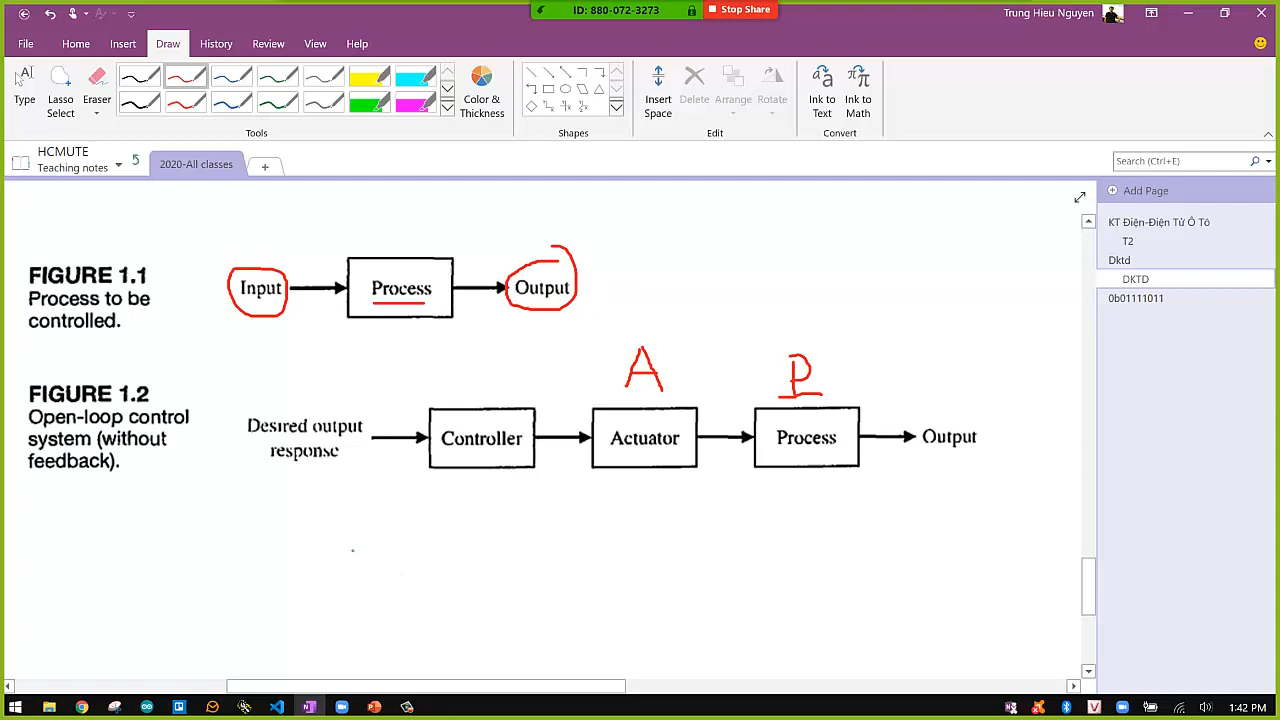 ID: 880-072-3273
Stop Share
Trung Hieu Nguyen
File
Home
Insert
Draw
History
Review
View
Help
Type
Lasso
Select
Eraser
Color &
Thickness
Insert
Space
Delete
Arrange
Rotate
Ink to
Text
Ink to
Math
Tools
Shapes
Edit
Convert
HCMUTE
Teaching notes
5
2020-All classes
Search (Ctrl+E)
Add Page
KT Điện-Điện Tử Ô Tô
T2
Dktd
DKTD
0b01111011
FIGURE 1.1
Process to be
controlled.
Input
Process
Output
A
P
FIGURE 1.2
Open-loop control
system (without
feedback).
Desired output
response
Controller
Actuator
Process
Output
1:42 PM